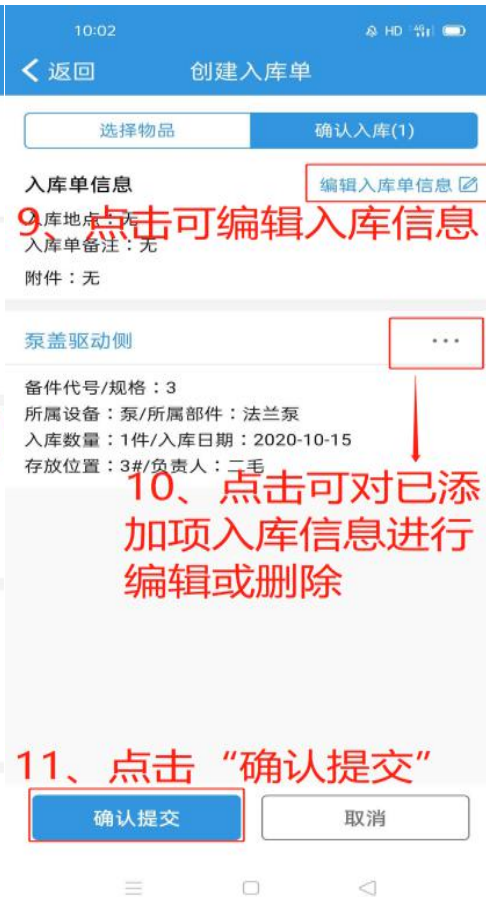 10:02 HD 4G
返回 创建入库单
选择物品 确认入库(1)
入库单信息 编辑入库单信息
入库地点：无
9、点击可编辑入库信息
入库单备注：无
附件：无
泵盖驱动侧 ...
备件代号/规格：3
所属设备：泵/所属部件：法兰泵
入库数量：1件/入库日期：2020-10-15
存放位置：3#/负责人：二毛
10、点击可对已添
加项入库信息进行
编辑或删除
11、点击“确认提交”
确认提交 取消